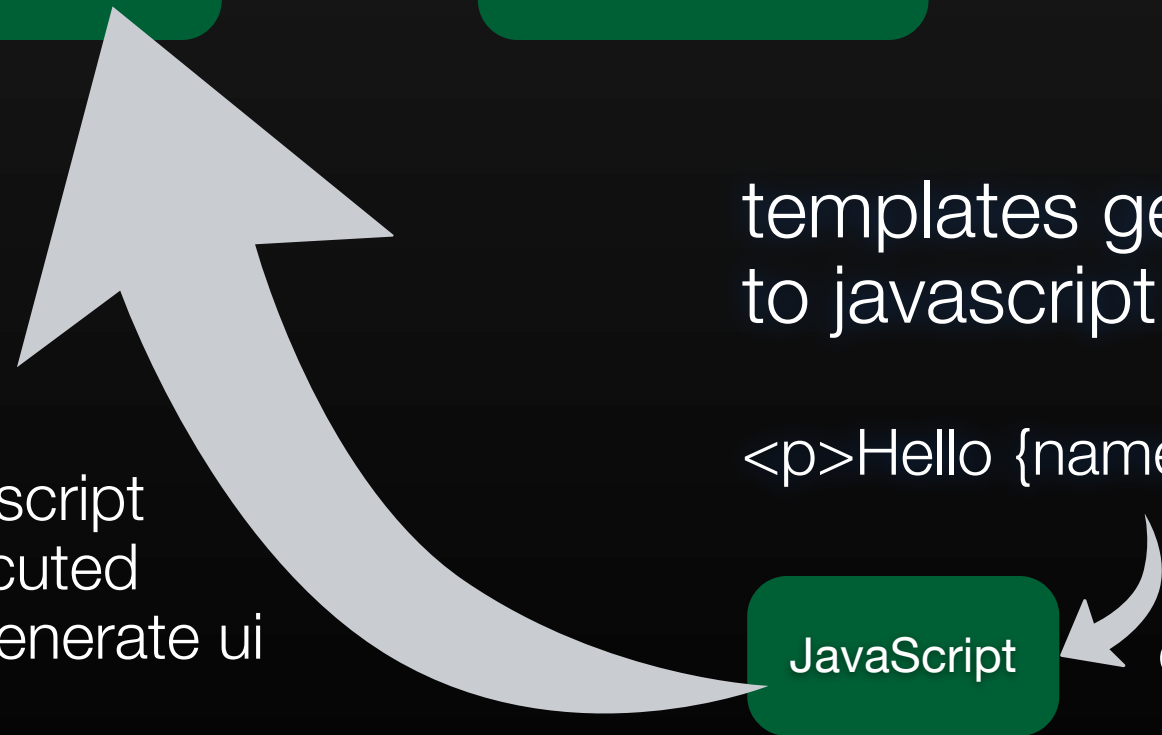 templates ge
to javascript
<p>Hello {name
script
cuted
enerate ui
JavaScript